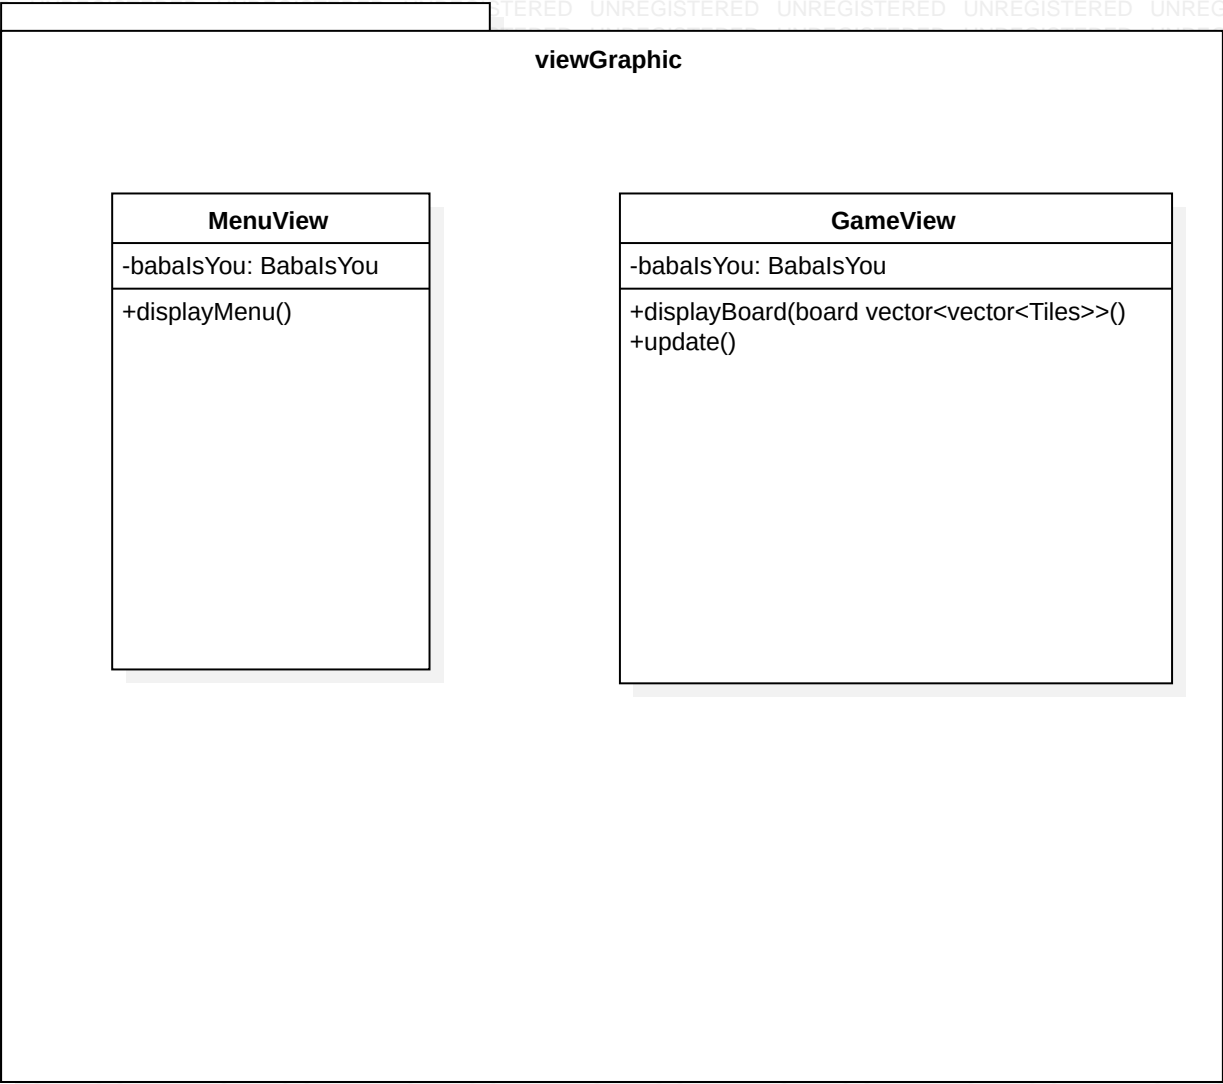 STERED UNREGISTERED UNREGISTERED UNREGISTERED UNREG
viewGraphic
MenuView
-babaIsYou: BabaIsYou
+displayMenu()
GameView
-babaIsYou: BabaIsYou
+displayBoard(board vector<vector<Tiles>>()
+update()